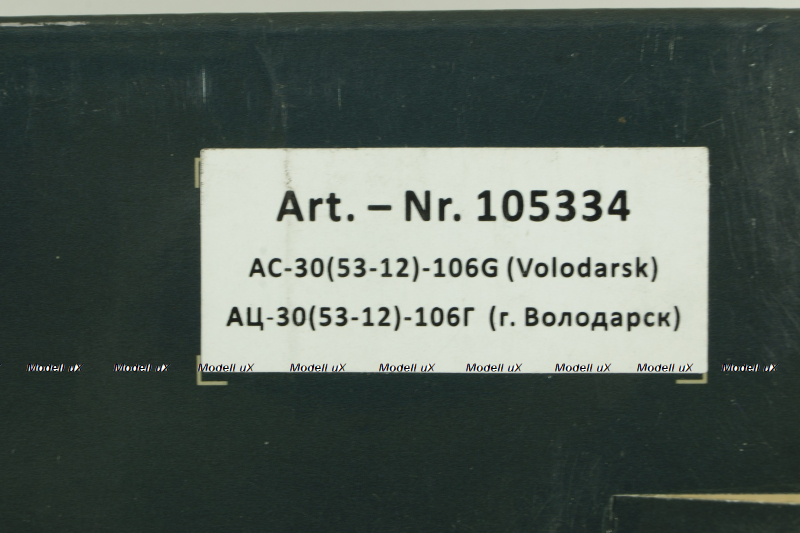 Art. – Nr. 105334
AC-30(53-12)-106G (Volodarsk)
АЦ-30(53-12)-106Г (г. Володарск)
Modell uX Modell uX Modell uX Modell uX Modell uX Modell uX Modell uX Modell uX Modell uX